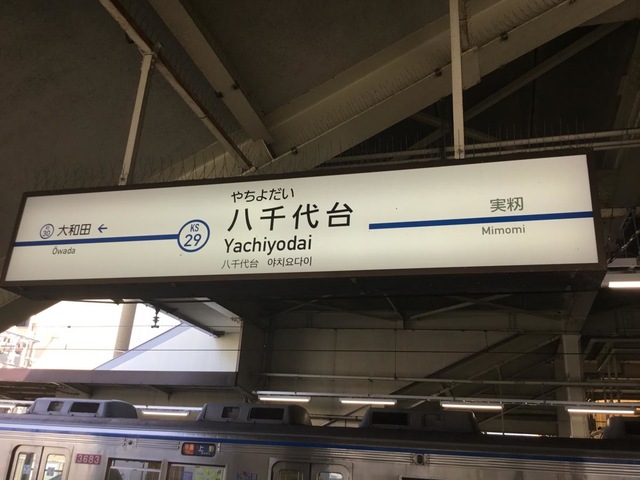 やちよだい
八千代台
Yachiyodai
八千代台 야치요다이
KS
29
KS
30
大和田 ←
Ōwada
実籾
Mimomi
3683